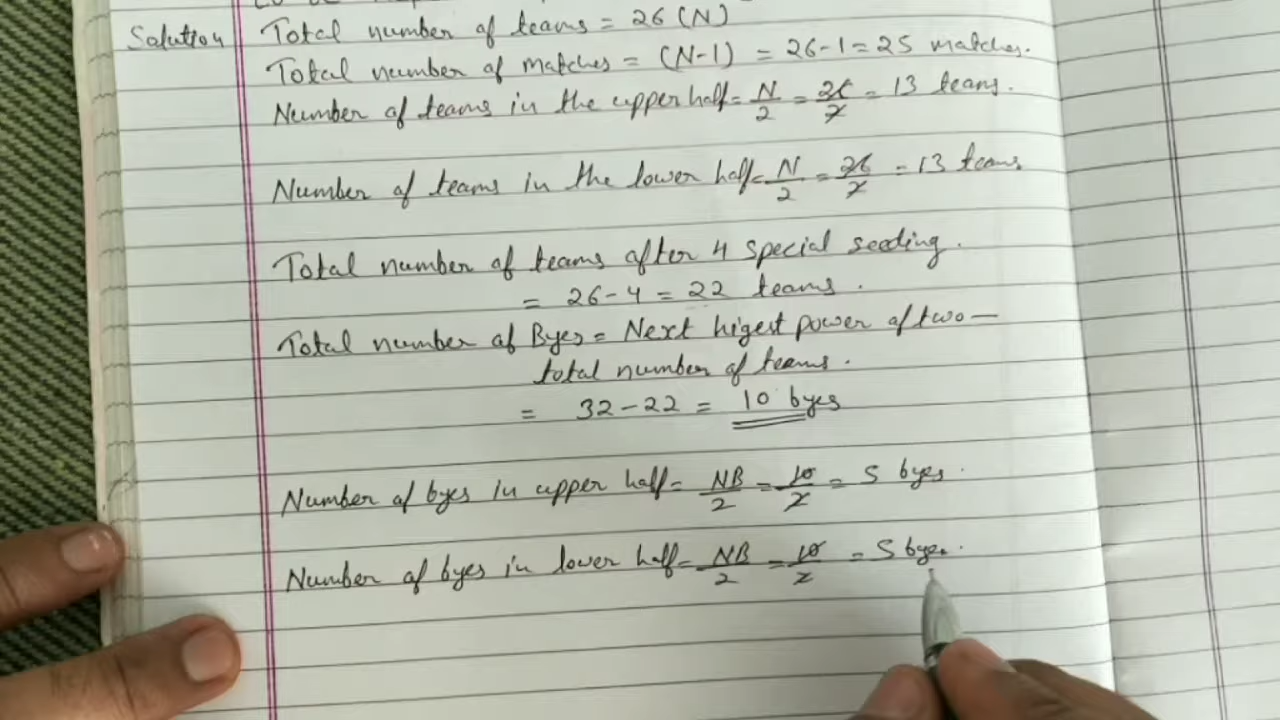 Solution Total number of teams = 26 (N)
Total number of matches = (N-1) = 26-1 = 25 matches.
Number of teams in the upper half = N/2 = 26/2 = 13 teams.
Number of teams in the lower half = N/2 = 26/2 = 13 teams
Total number of teams after 4 special seeding.
= 26-4 = 22 teams.
Total number of Byes = Next higest power of two —
total number of teams.
= 32-22 = 10 byes
Number of byes in upper half = NB/2 = 10/2 = 5 byes.
Number of byes in lower half = NB/2 = 10/2 = 5 byes.